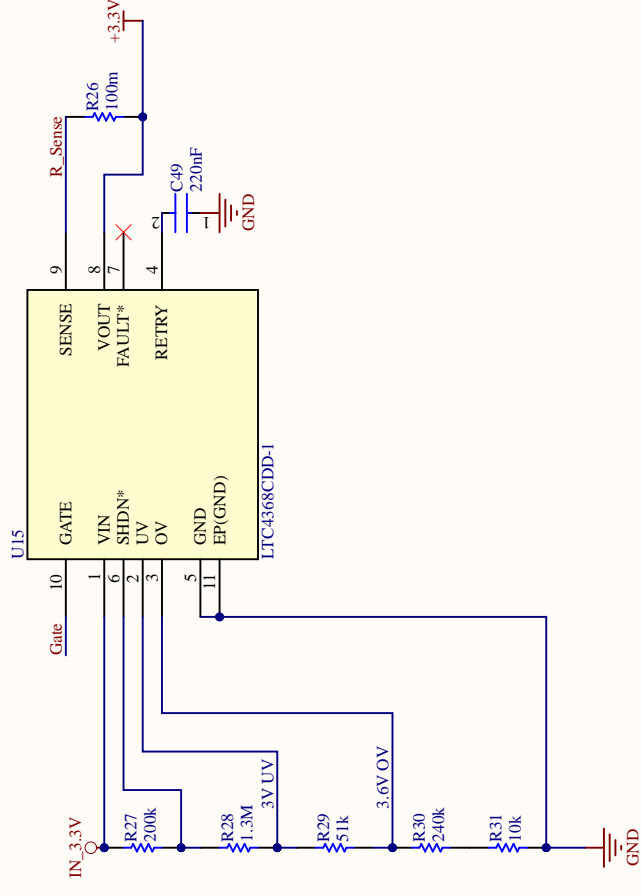 +3.3V
R_Sense
R26
100m
C49
220nF
2
1
GND
9
8
7
4
SENSE
VOUT
FAULT*
RETRY
U15
LTC4368CDD-1
GATE
VIN
SHDN*
UV
OV
GND
EP(GND)
10
1
6
2
3
5
11
Gate
IN_3.3V
R27
200k
R28
1.3M
3V UV
R29
51k
3.6V OV
R30
240k
R31
10k
GND